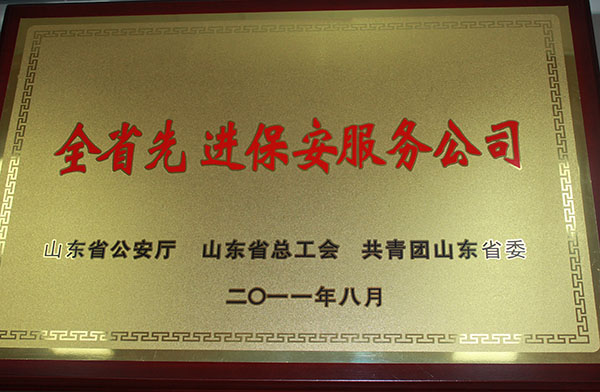 全省先进保安服务公司
山东省公安厅 山东省总工会 共青团山东省委
二〇一一年八月